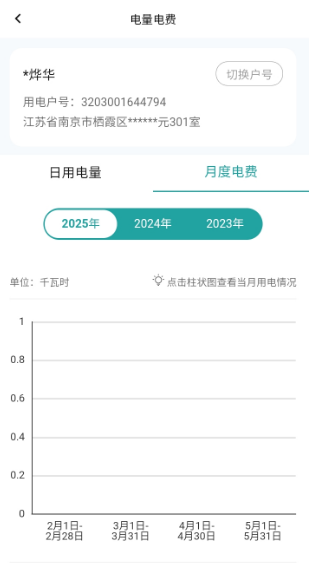 电量电费
*烨华
切换户号
用电户号：3203001644794
江苏省南京市栖霞区******元301室
日用电量
月度电费
2025年
2024年
2023年
单位：千瓦时
点击柱状图查看当月用电情况
1
0.8
0.6
0.4
0.2
0
2月1日-
2月28日
3月1日-
3月31日
4月1日-
4月30日
5月1日-
5月31日